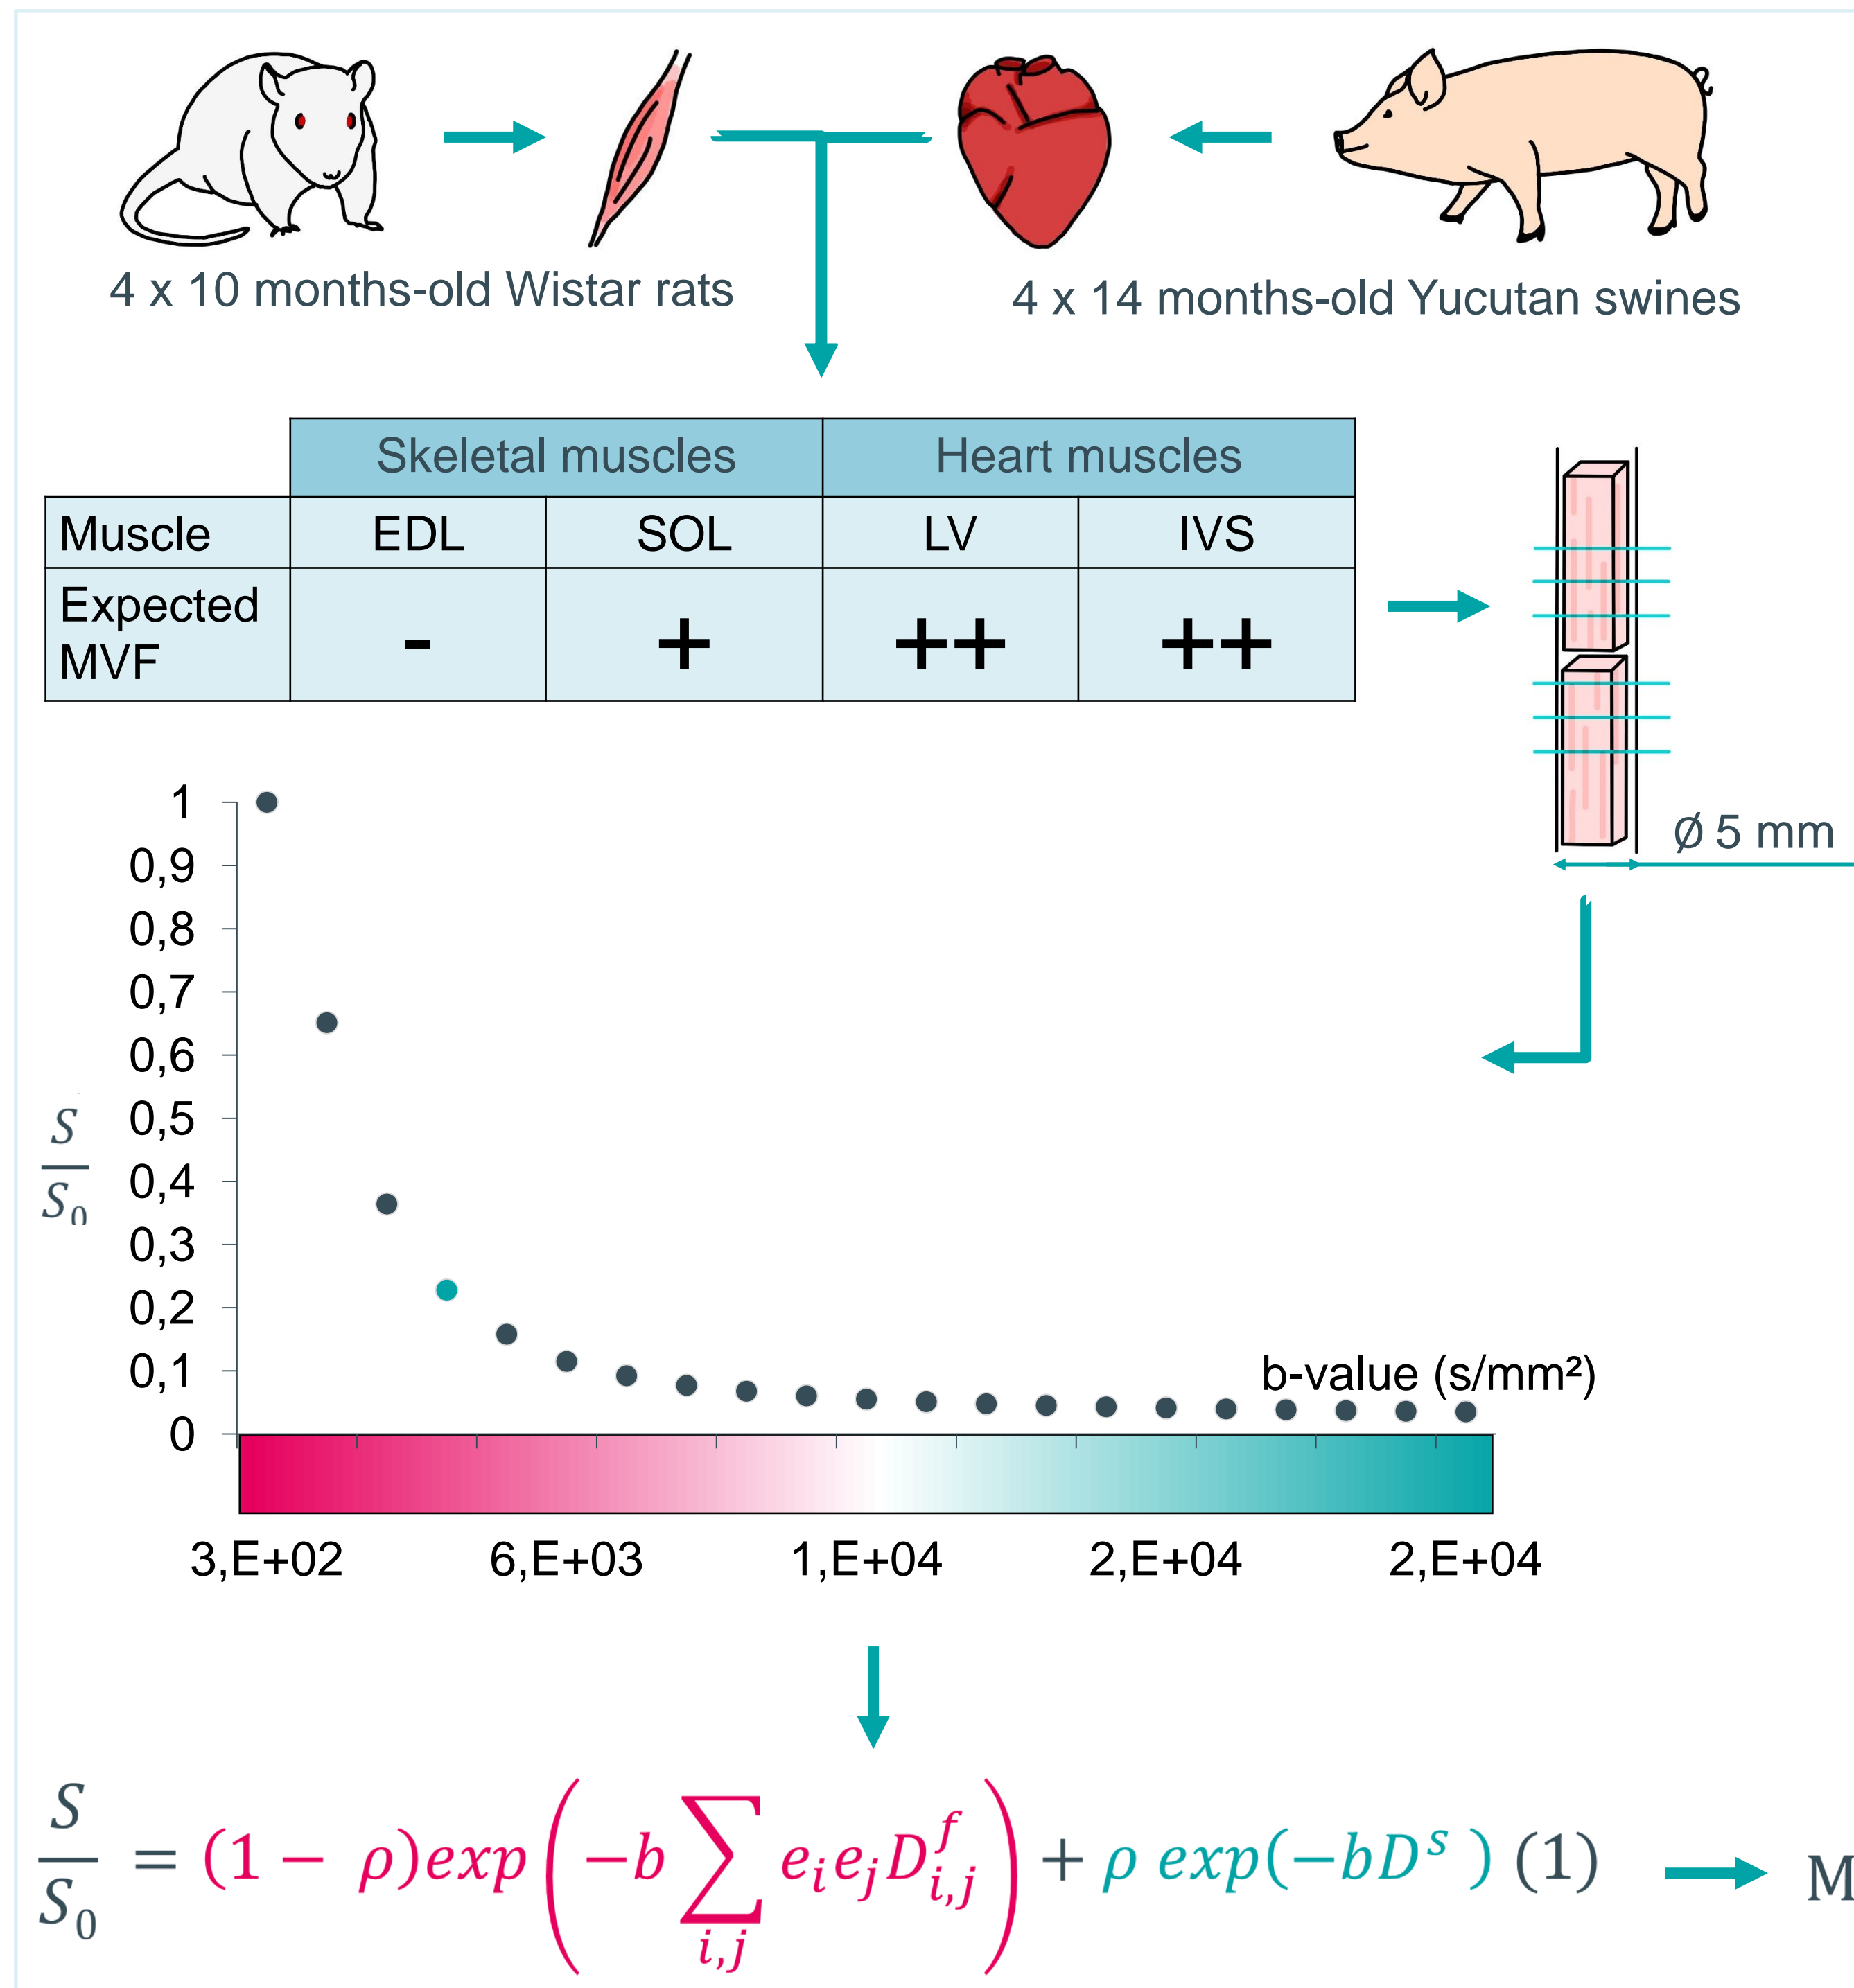 4 x 10 months-old Wistar rats
4 x 14 months-old Yucutan swines
Skeletal muscles Heart muscles
Muscle EDL SOL LV IVS
Expected MVF - + ++ ++
Ø 5 mm
1
0,9
0,8
0,7
0,6
0,5
0,4
0,3
0,2
0,1
0
S/S₀
b-value (s/mm²)
3,E+02 6,E+03 1,E+04 2,E+04 2,E+04
S/S₀ = (1 − ρ)exp(−b ∑i,j eᵢeⱼDᶠi,j) + ρ exp(−bDˢ) (1) M